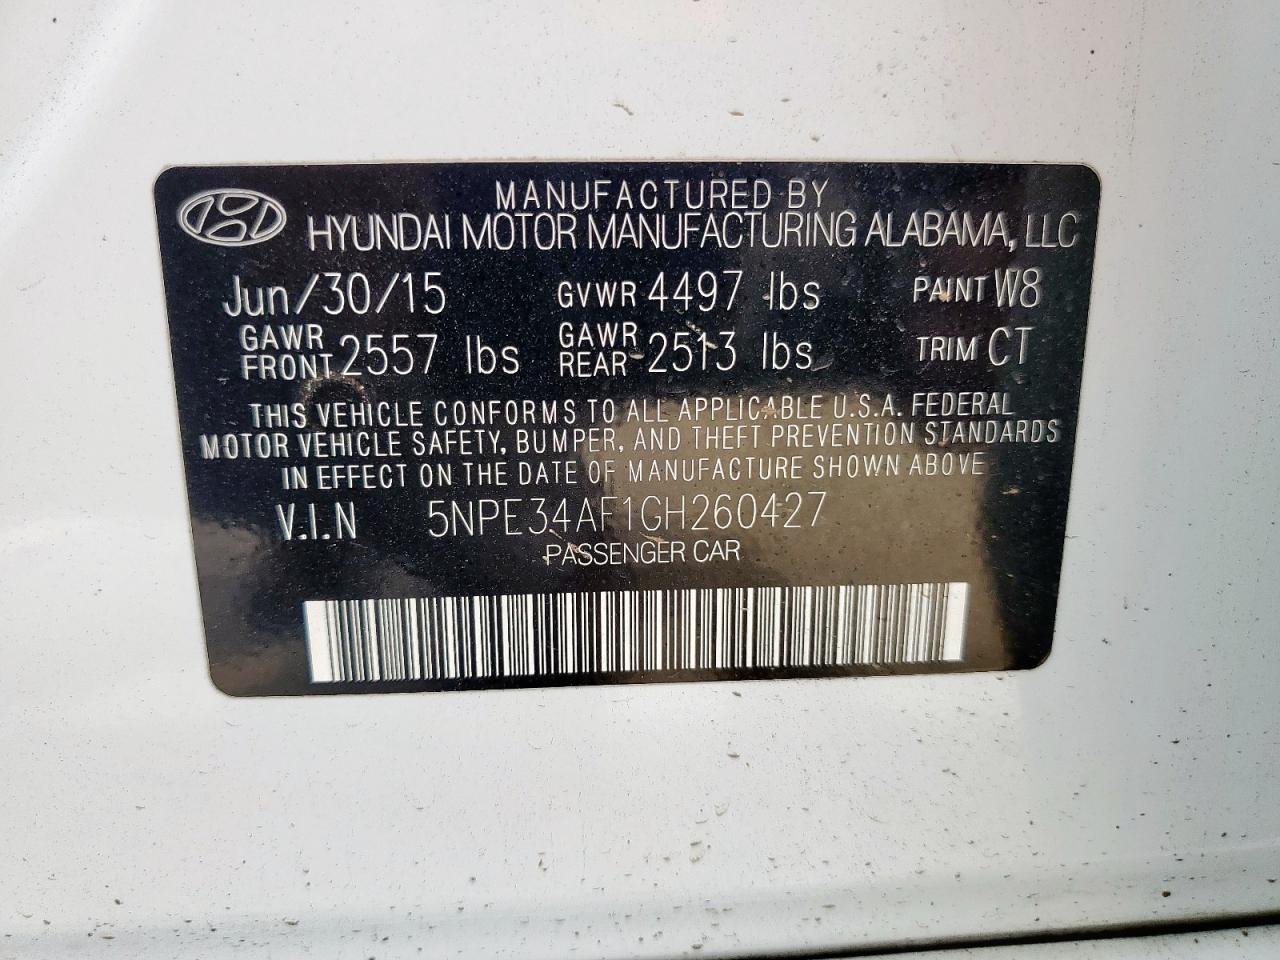 MANUFACTURED BY
HYUNDAI MOTOR MANUFACTURING ALABAMA, LLC
Jun/30/15 GVWR 4497 lbs PAINT W8
GAWR FRONT 2557 lbs GAWR REAR 2513 lbs TRIM CT
THIS VEHICLE CONFORMS TO ALL APPLICABLE U.S.A. FEDERAL
MOTOR VEHICLE SAFETY, BUMPER, AND THEFT PREVENTION STANDARDS
IN EFFECT ON THE DATE OF MANUFACTURE SHOWN ABOVE
V.I.N 5NPE34AF1GH260427
PASSENGER CAR